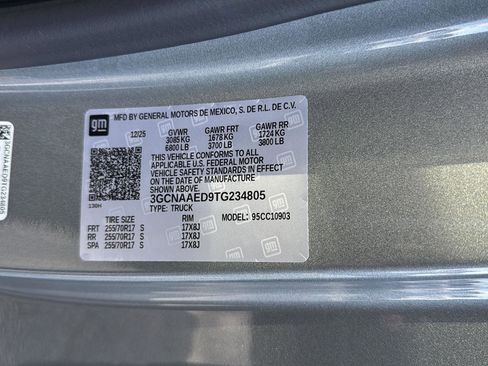 gm
MFD BY GENERAL MOTORS DE MEXICO, S. DE R.L. DE C.V.
12/25 GVWR GAWR FRT GAWR RR
3085 KG 1678 KG 1724 KG
6800 LB 3700 LB 3800 LB
THIS VEHICLE CONFORMS TO ALL
APPLICABLE U.S. FEDERAL MOTOR
VEHICLE SAFETY STANDARDS IN EFFECT
ON THE DATE OF MANUFACTURE
SHOWN ABOVE.
3GCNAAED9TG234805
130H TYPE: TRUCK MODEL: 95CC10903
TIRE SIZE RIM
FRT 255/70R17 S 17X8J
RR 255/70R17 S 17X8J
SPA 255/70R17 S 17X8J
3GCNAAED9TG234805